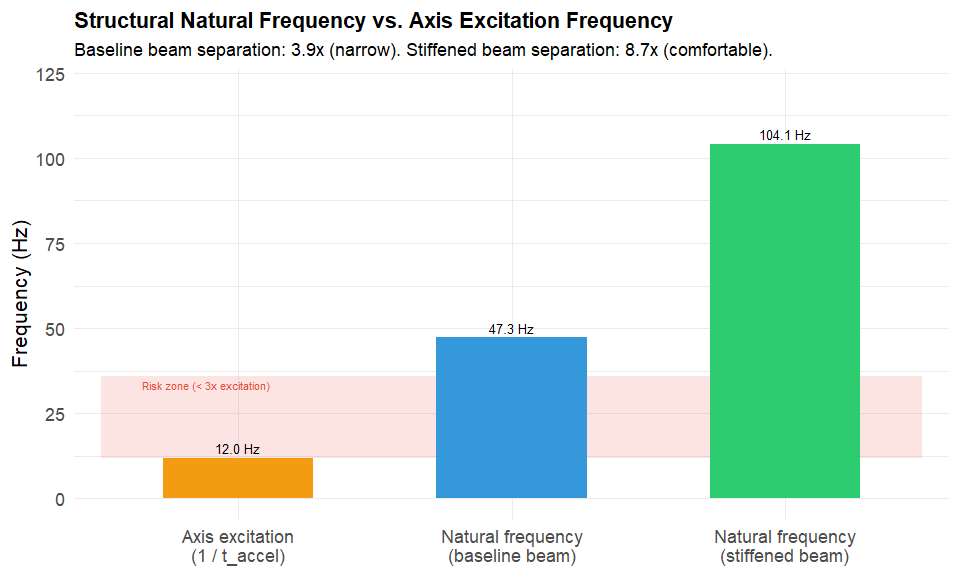 Structural Natural Frequency vs. Axis Excitation Frequency
Baseline beam separation: 3.9x (narrow). Stiffened beam separation: 8.7x (comfortable).
Frequency (Hz)
125
100
75
50
25
0
104.1 Hz
47.3 Hz
Risk zone (< 3x excitation)
12.0 Hz
Axis excitation
(1 / t_accel)
Natural frequency
(baseline beam)
Natural frequency
(stiffened beam)